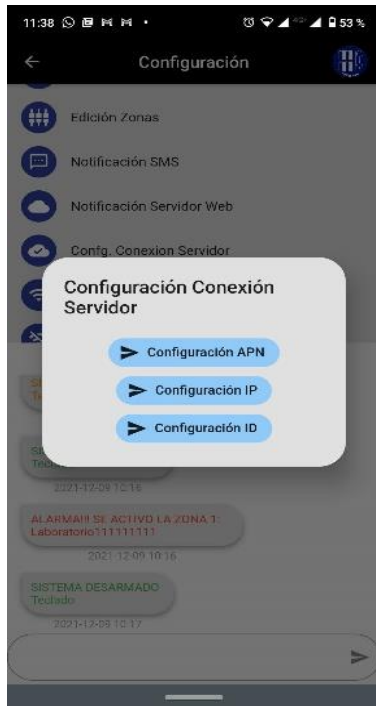 11:38
53 %
Configuración
Edición Zonas
Notificación SMS
Notificación Servidor Web
Confg. Conexion Servidor
Configuración Conexión
Servidor
Configuración APN
Configuración IP
Configuración ID
2021-12-09 10:16
ALARMA!!! SE ACTIVO LA ZONA 1:
Laboratorio111111111
2021-12-09 10:16
SISTEMA DESARMADO
Teclado
2021-12-09 10:17